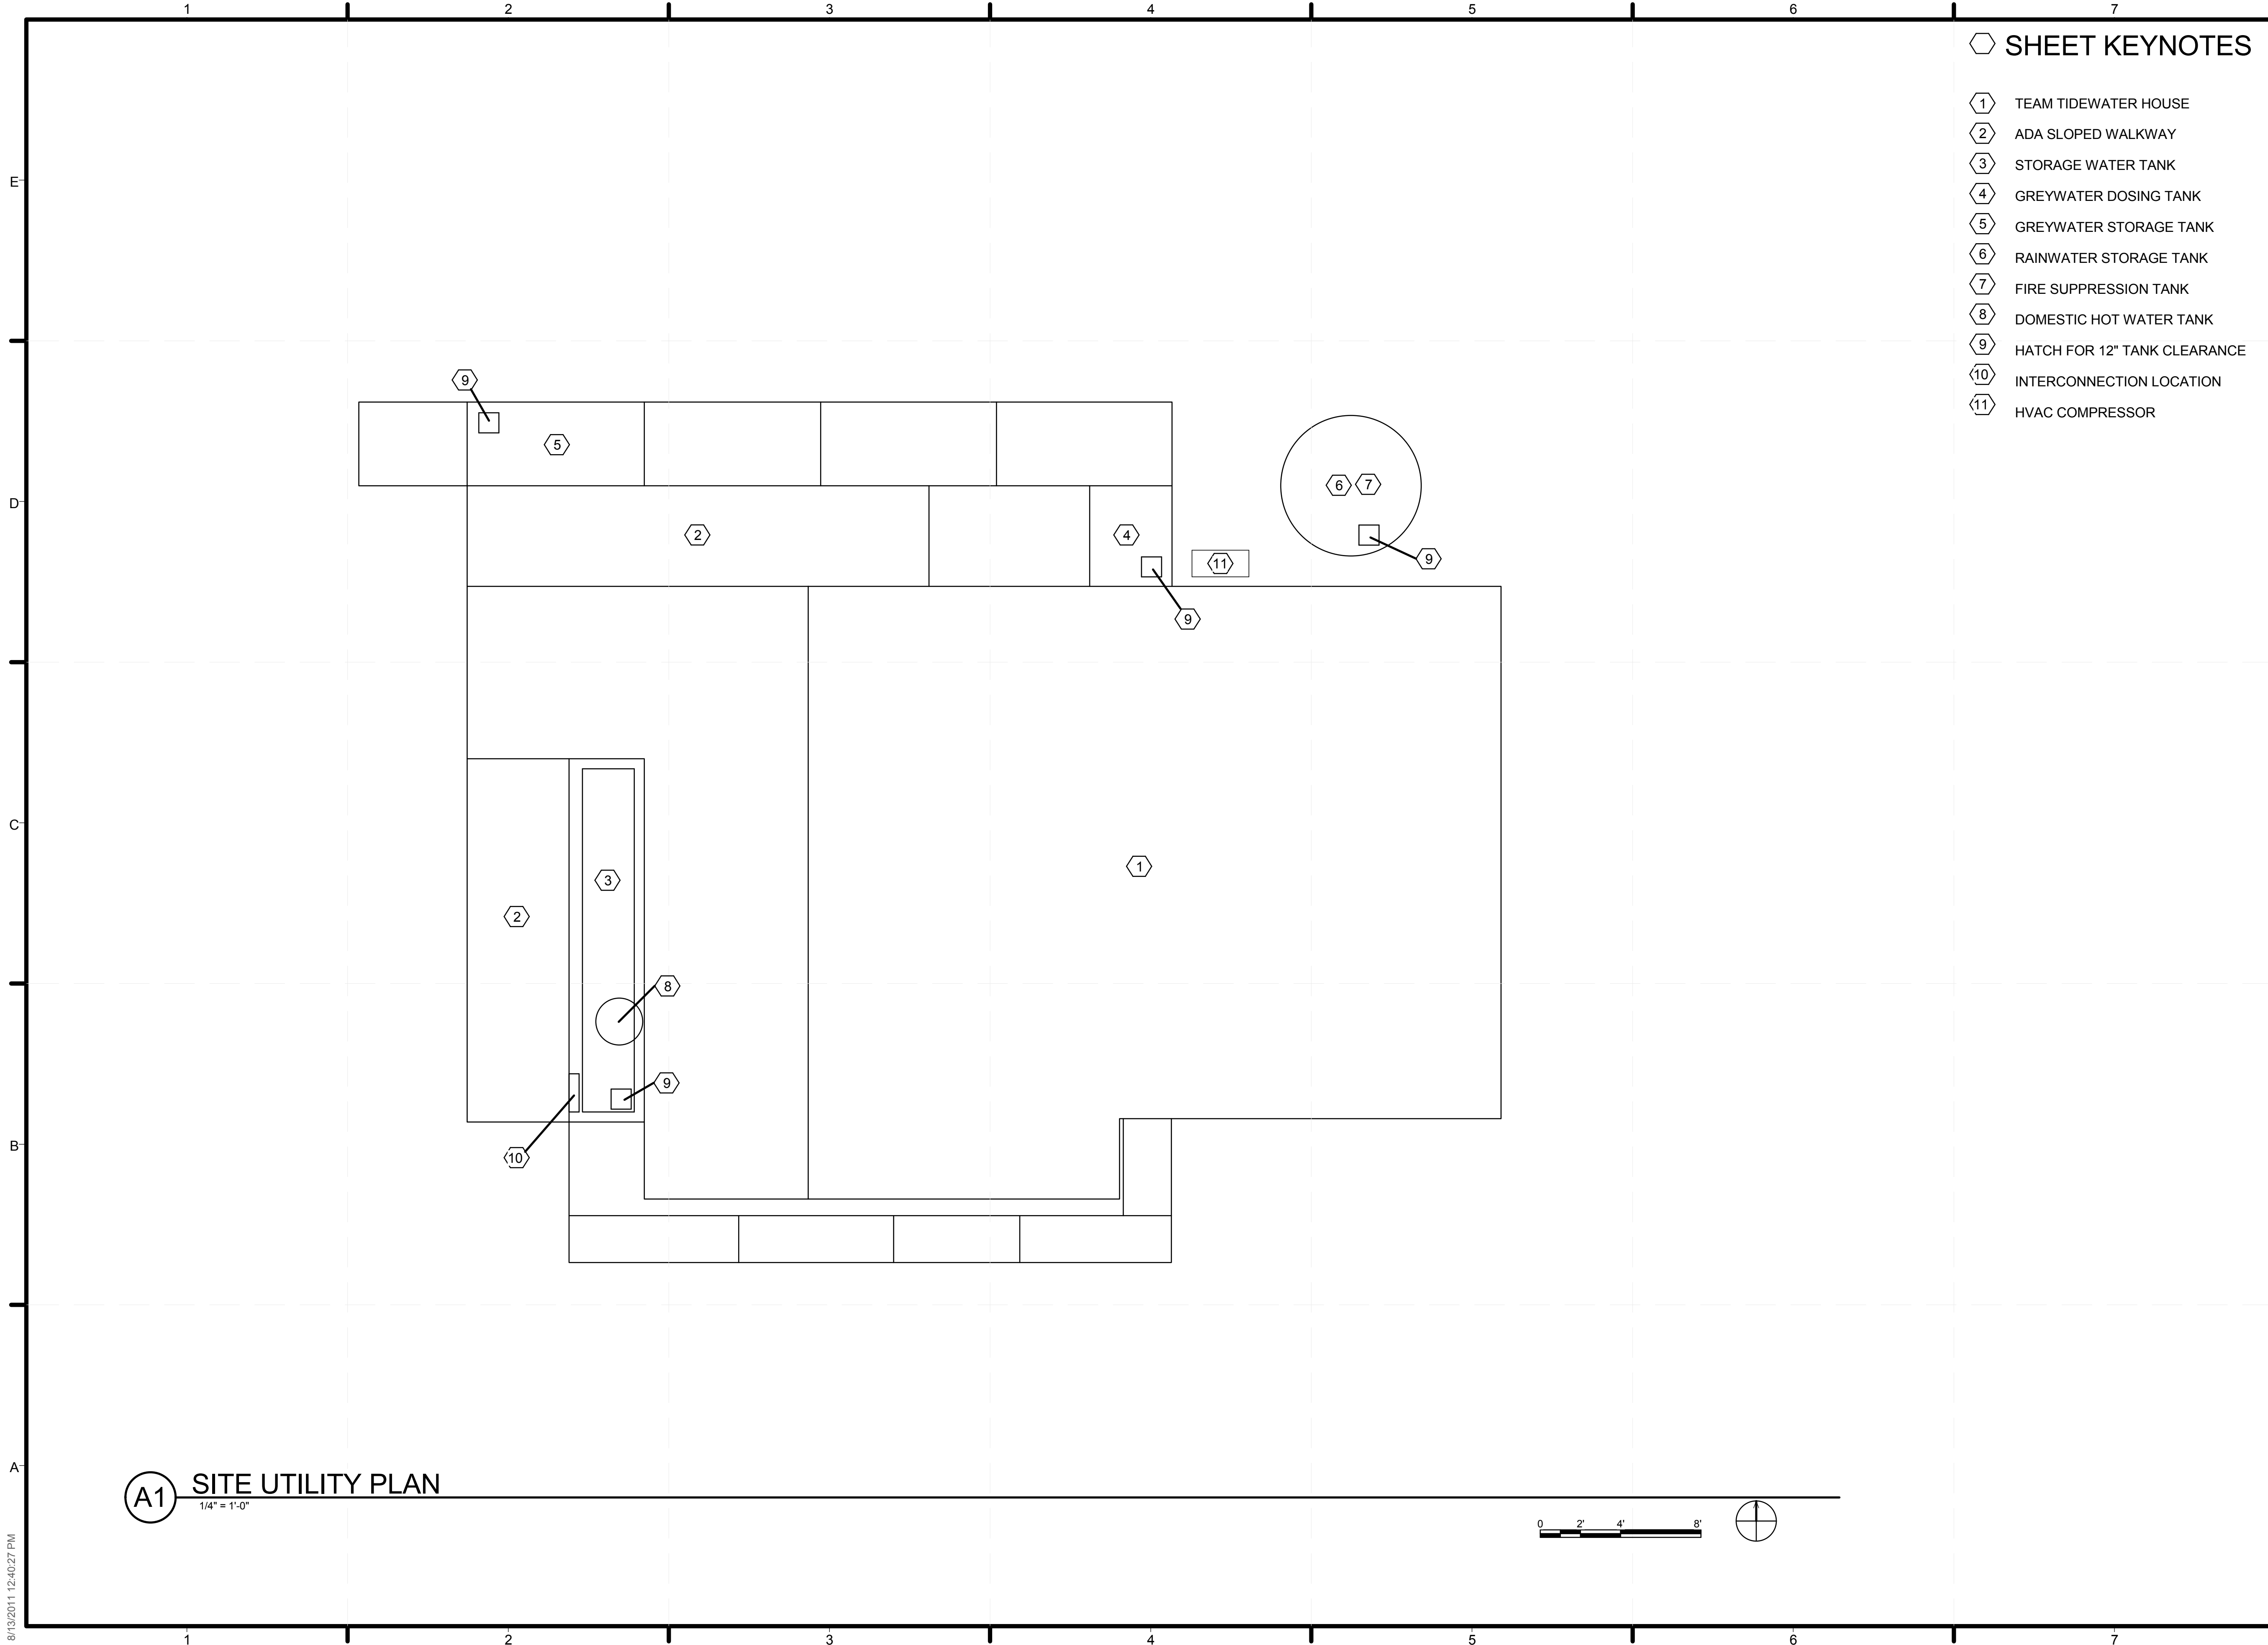 1 2 3 4 5 6 7
SHEET KEYNOTES
1 TEAM TIDEWATER HOUSE
2 ADA SLOPED WALKWAY
3 STORAGE WATER TANK
4 GREYWATER DOSING TANK
5 GREYWATER STORAGE TANK
6 RAINWATER STORAGE TANK
7 FIRE SUPPRESSION TANK
8 DOMESTIC HOT WATER TANK
9 HATCH FOR 12" TANK CLEARANCE
10 INTERCONNECTION LOCATION
11 HVAC COMPRESSOR
E
9
5
D
6 7
2
4
11
9
9
C
1
3
2
8
9
B
10
A
A1 SITE UTILITY PLAN
1/4" = 1'-0"
0 2' 4' 8'
8/13/2011 12:40:27 PM
1 2 3 4 5 6 7